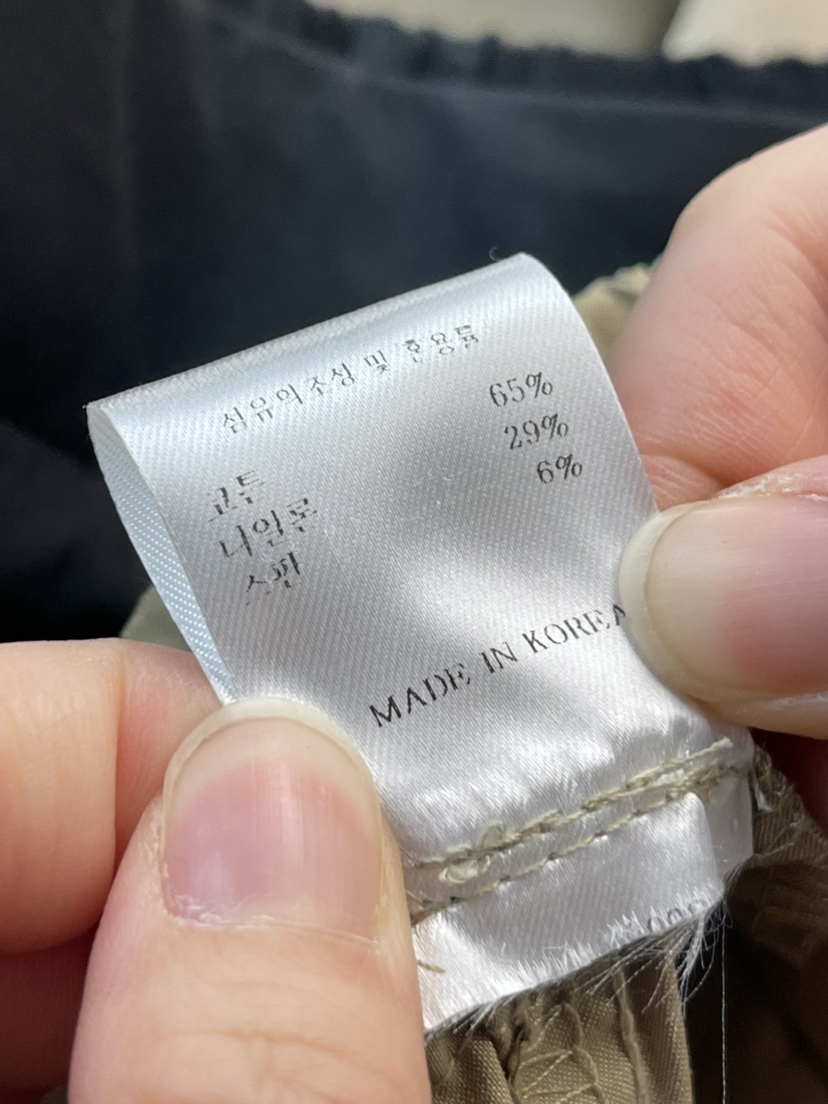 섬유의조성 및 혼용률
코튼 65%
나일론 29%
스판 6%
MADE IN KOREA